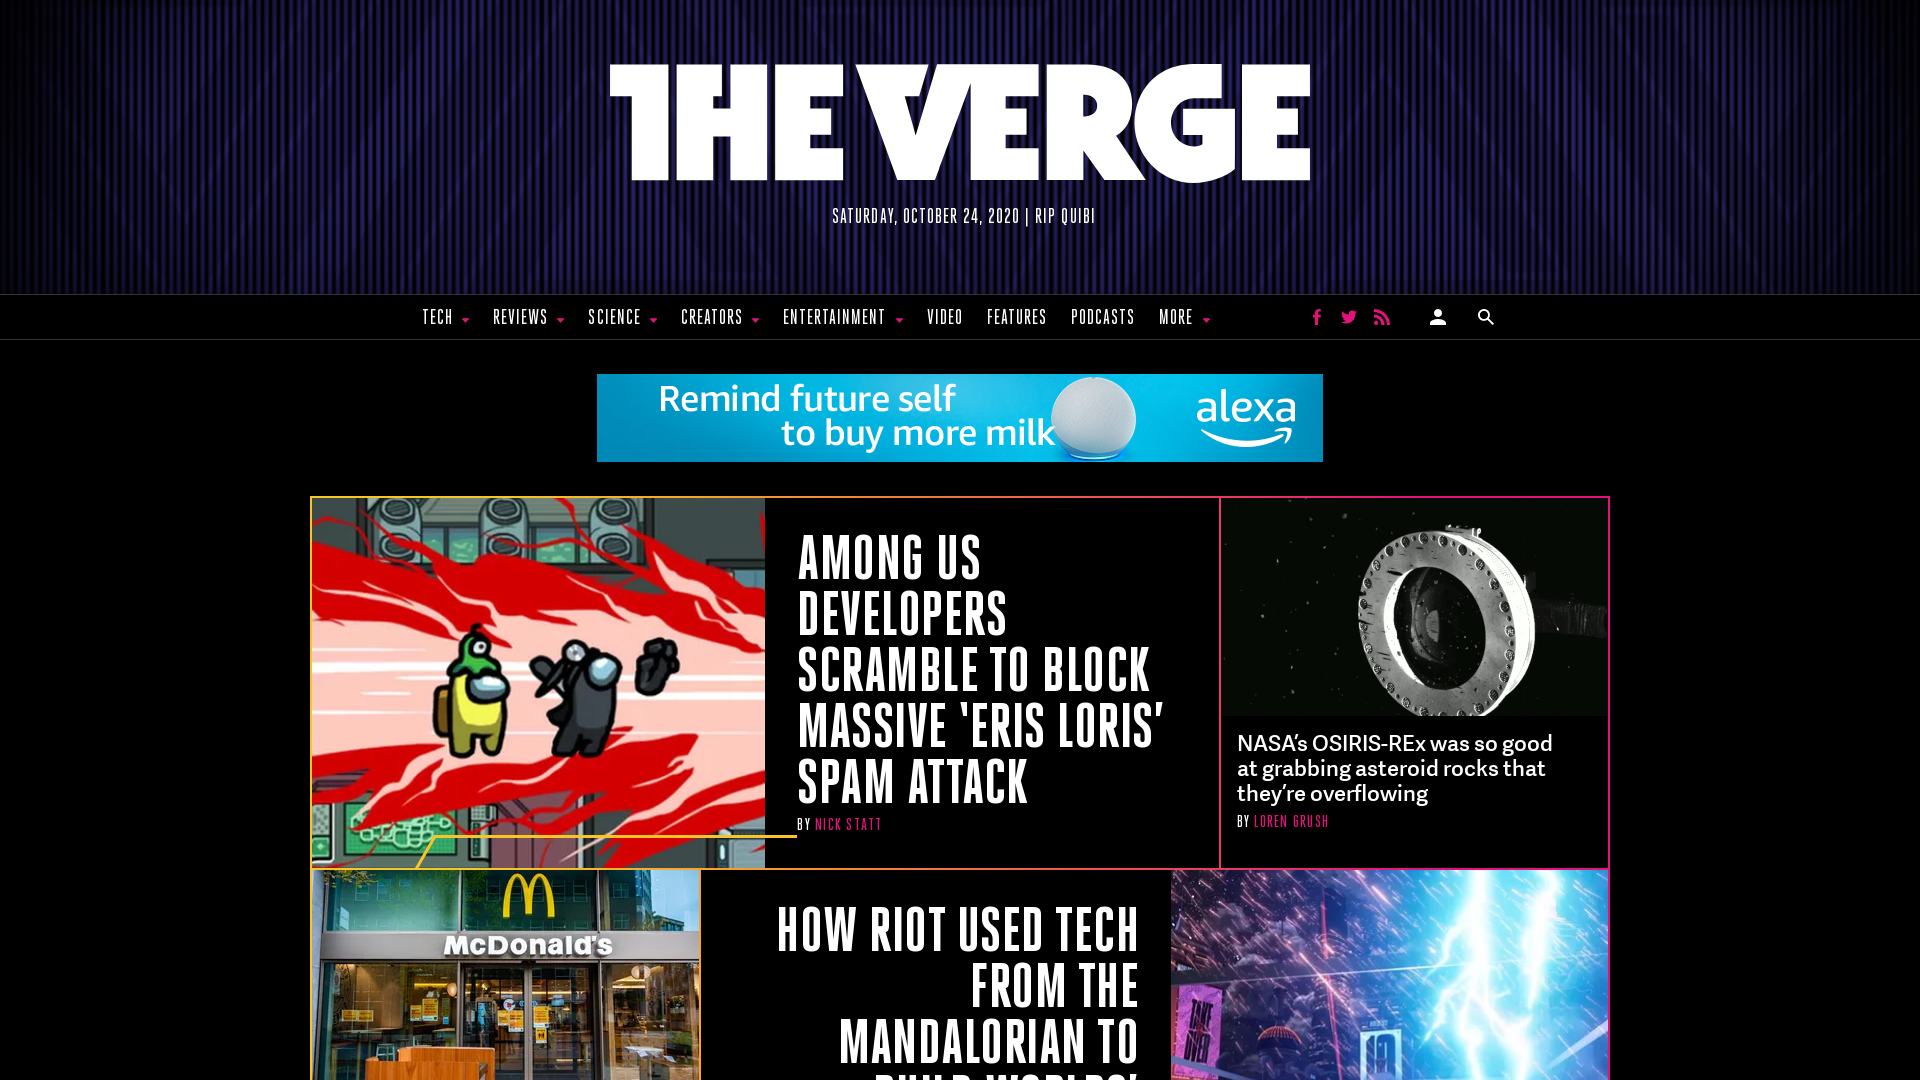 THE VERGE
SATURDAY, OCTOBER 24, 2020 | RIP QUIBI
TECH REVIEWS SCIENCE CREATORS ENTERTAINMENT VIDEO FEATURES PODCASTS MORE
Remind future self
to buy more milk
alexa
AMONG US
DEVELOPERS
SCRAMBLE TO BLOCK
MASSIVE ‘ERIS LORIS’
SPAM ATTACK
BY NICK STATT
NASA’s OSIRIS-REx was so good
at grabbing asteroid rocks that
they’re overflowing
BY LOREN GRUSH
McDonald's
HOW RIOT USED TECH
FROM THE
MANDALORIAN TO
TAKE
OVER